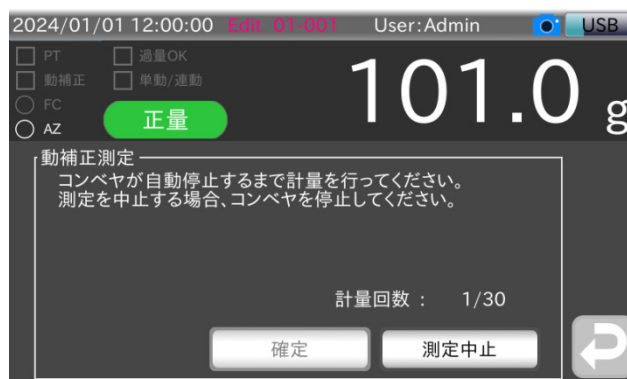 2024/01/01 12:00:00 Edit 01-001 User:Admin USB
PT 過量OK
動補正 単動/連動
FC
AZ 正量
101.0 g
動補正測定
コンベヤが自動停止するまで計量を行ってください。
測定を中止する場合、コンベヤを停止してください。
計量回数 : 1/30
確定 測定中止